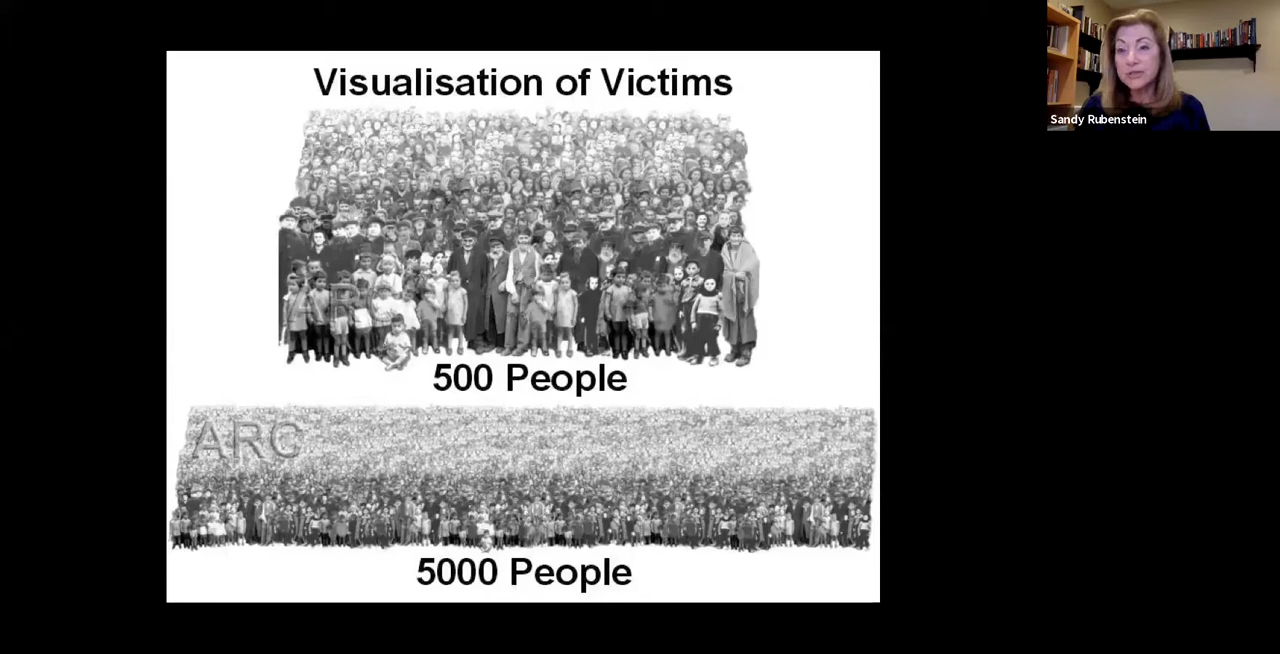 Visualisation of Victims
500 People
ARC
5000 People
Sandy Rubenstein